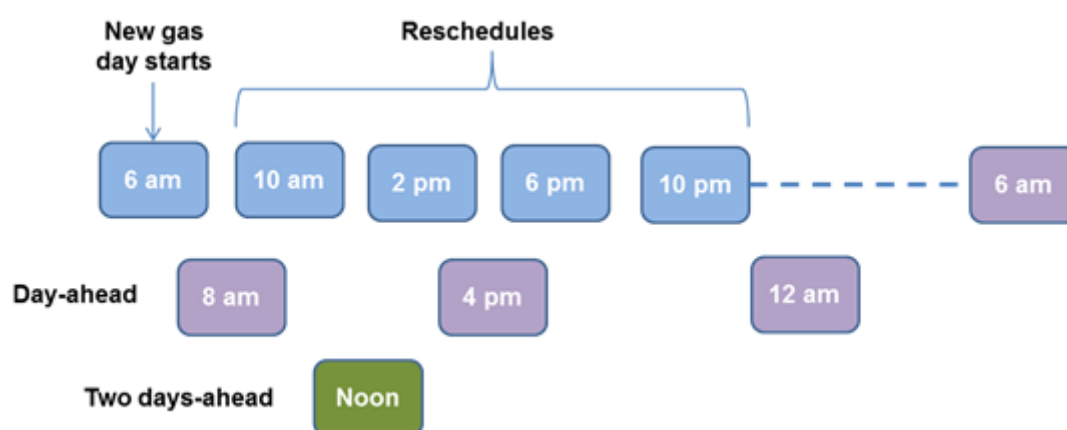 New gas
day starts
Reschedules
6 am
10 am
2 pm
6 pm
10 pm
6 am
Day-ahead
8 am
4 pm
12 am
Two days-ahead
Noon